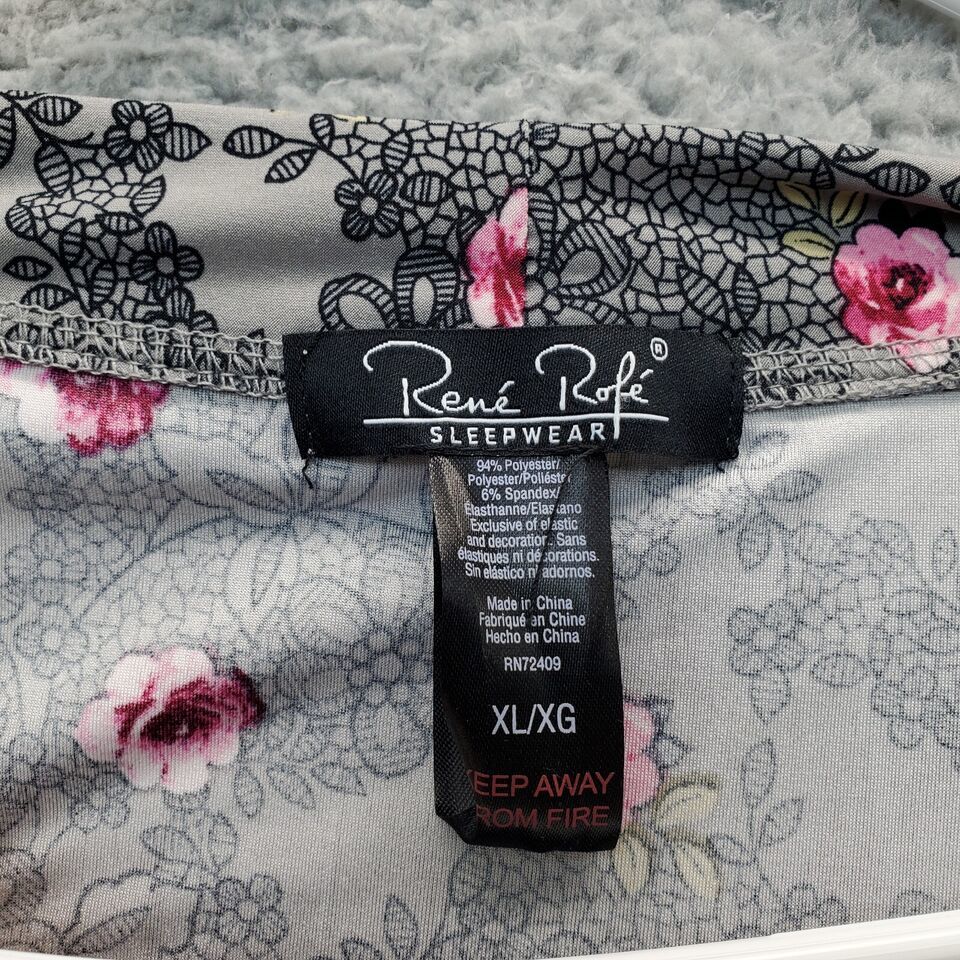 René Rofé®
SLEEPWEAR
94% Polyester/
Polyester/Poliéster
6% Spandex/
Elasthanne/Elastano
Exclusive of elastic
and decoration. Sans
élastiques ni décorations.
Sin elástico ni adornos.
Made in China
Fabriqué en Chine
Hecho en China
RN72409
XL/XG
KEEP AWAY
FROM FIRE